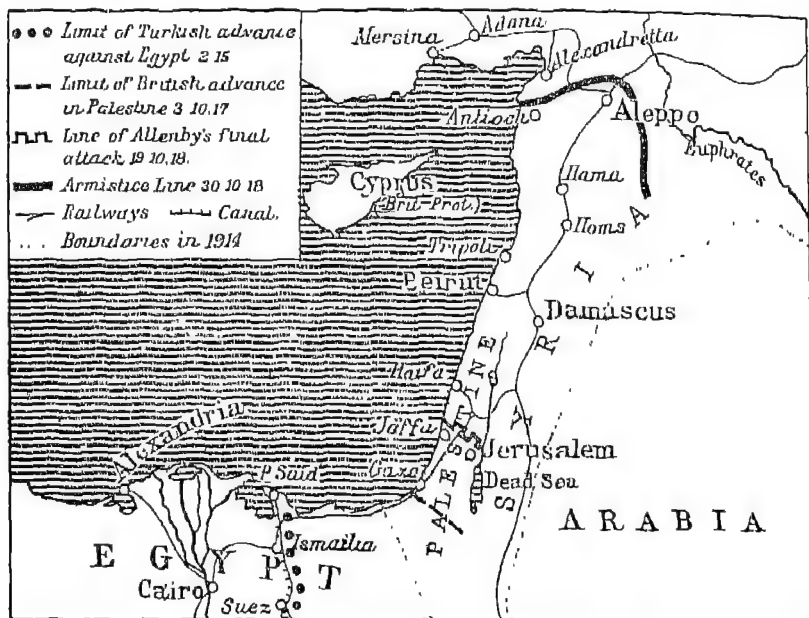 Limit of Turkish advance
against Egypt 2 15
Limit of British advance
in Palestine 3 10.17
Line of Allenby's final
attack 19 10.18.
Armistice Line 30 10 18
Railways Canal.
Boundaries in 1914
Mersina
Adana
Alexandretta
Antioch
Aleppo
Euphrates
Cyprus
(-Brit-Prot.)
Hama
Homs
Tripoli
Beirut
Damascus
SYRIA
Haifa
PALESTINE
Jaffa
Jerusalem
Gaza
Dead Sea
ARABIA
Alexandria
P. Said
Ismailia
EGYPT
Cairo
Suez